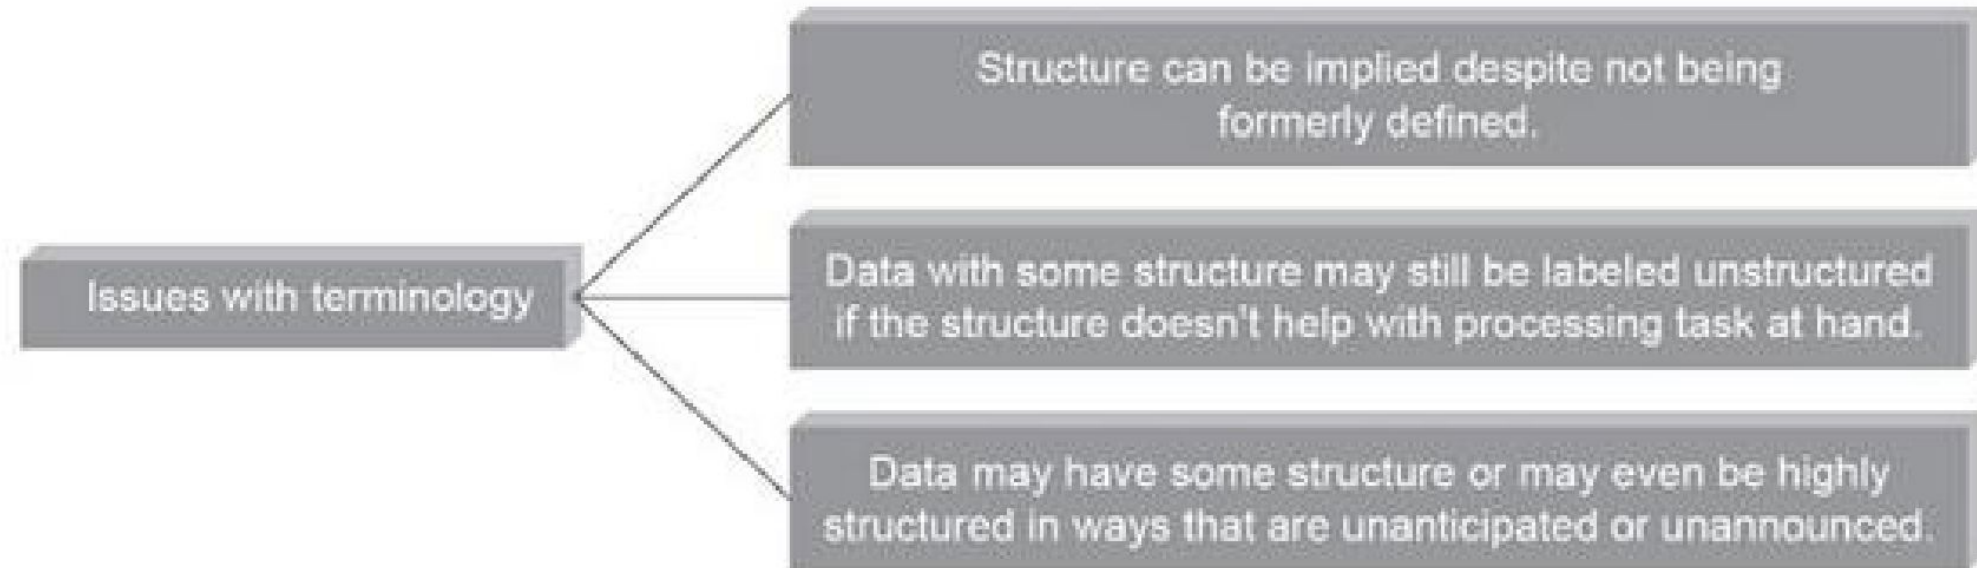 Structure can be implied despite not being
formerly defined.
Issues with terminology
Data with some structure may still be labeled unstructured
if the structure doesn't help with processing task at hand.
Data may have some structure or may even be highly
structured in ways that are unanticipated or unannounced.